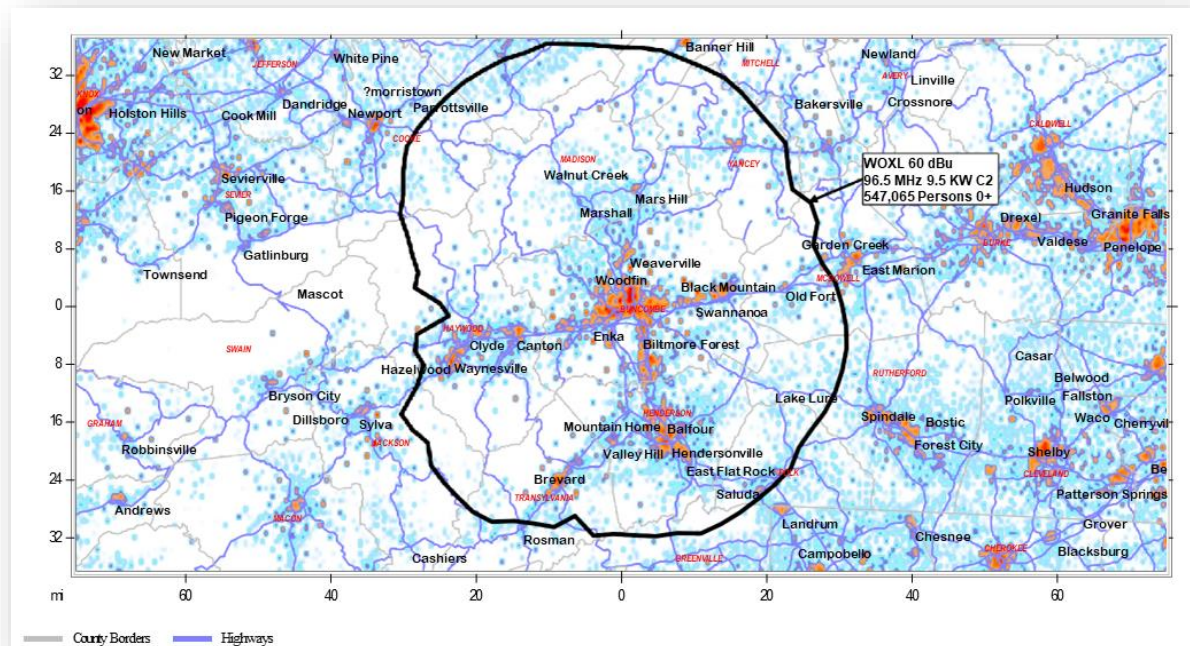 New Market
White Pine
Banner Hill
Newland
JEFFERSON
MITCHELL
AVERY
32
?morristown
Linville
KNOX
Dandridge
Parrottsville
Bakersville
Crossnore
on
Holston Hills
Cook Mill
Newport
24
COCKE
CALDWELL
MADISON
YANCEY
WOXL 60 dBu
96.5 MHz 9.5 KW C2
547,065 Persons 0+
Sevierville
Walnut Creek
16
SEVIER
Mars Hill
Hudson
Pigeon Forge
Marshall
Drexel
Granite Falls
8
Gatlinburg
Garden Creek
BURKE
Valdese
Penelope
Townsend
Weaverville
East Marion
MCDOWELL
Woodfin
Black Mountain
Mascot
Old Fort
0
BUNCOMBE
Swannanoa
HAYWOOD
Enka
SWAIN
Clyde
Canton
Biltmore Forest
Casar
8
Hazelwood
Waynesville
RUTHERFORD
Belwood
Bryson City
Lake Lure
Polkville
Fallston
16
Dillsboro
HENDERSON
Spindale
Waco
GRAHAM
Sylva
Mountain Home
Balfour
Bostic
Cherryvil
JACKSON
Robbinsville
Valley Hill
Hendersonville
Forest City
Shelby
East Flat Rock
POLK
CLEVELAND
Be
24
Brevard
Saluda
Patterson Springs
TRANSYLVANIA
Andrews
MACON
Landrum
Grover
32
Rosman
Chesnee
Cashiers
GREENVILLE
Campobello
CHEROKEE
Blacksburg
mi
60
40
20
0
20
40
60
County Borders
Highways